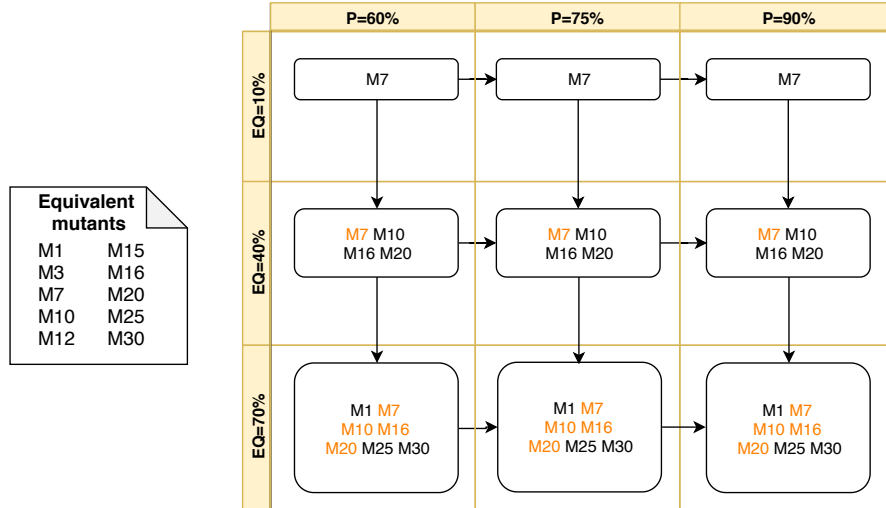 P=60% P=75% P=90%
EQ=10%
M7 M7 M7
Equivalent
mutants
M1 M15
M3 M16
M7 M20
M10 M25
M12 M30
EQ=40%
M7 M10 M7 M10 M7 M10
M16 M20 M16 M20 M16 M20
EQ=70%
M1 M7 M1 M7 M1 M7
M10 M16 M10 M16 M10 M16
M20 M25 M30 M20 M25 M30 M20 M25 M30